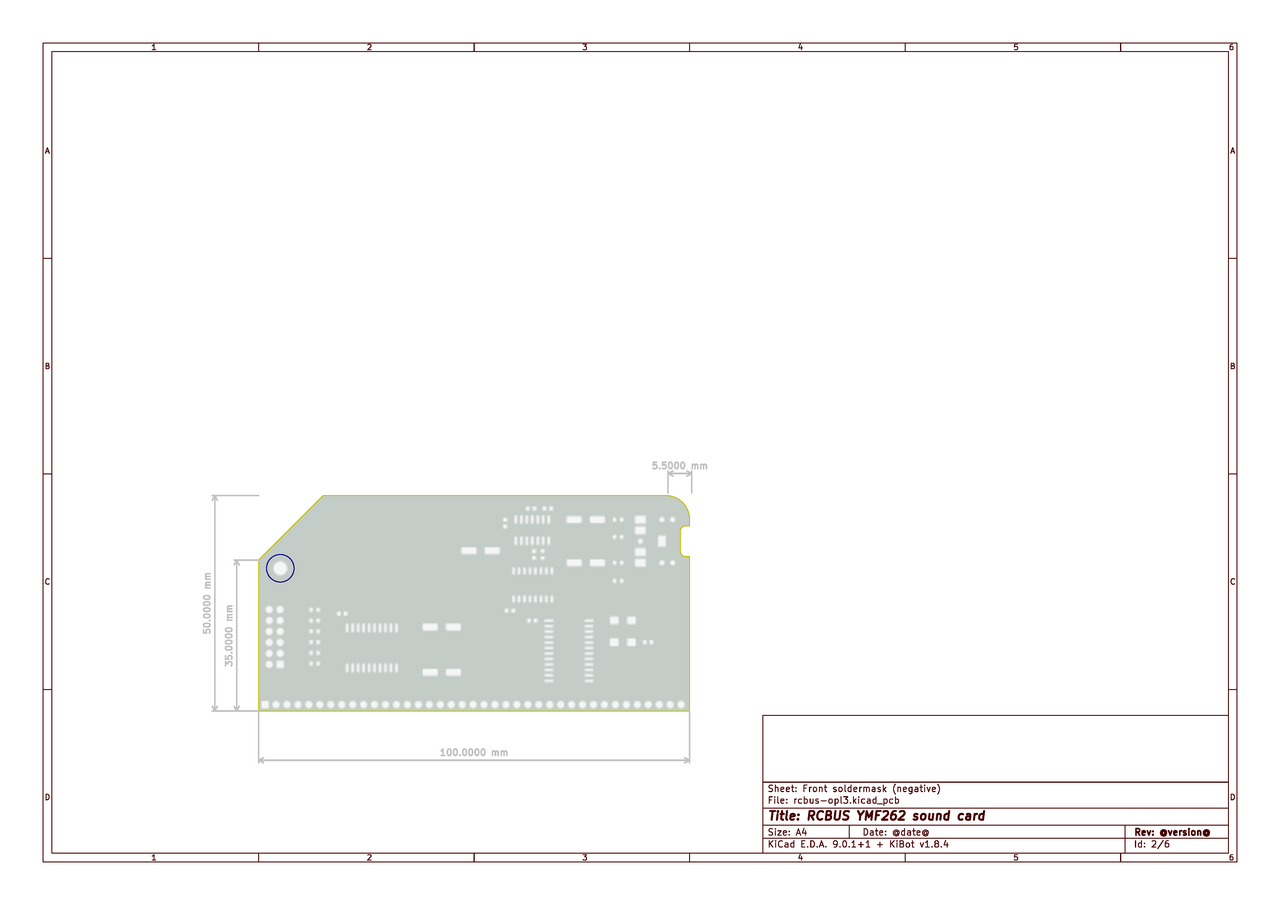 1 2 3 4 5 6
A A
B B
5.5000 mm
50.0000 mm
35.0000 mm
C C
100.0000 mm
D D
Sheet: Front soldermask (negative)
File: rcbus-opl3.kicad_pcb
Title: RCBUS YMF262 sound card
Size: A4 Date: @date@ Rev: @version@
KiCad E.D.A. 9.0.1+1 + KiBot v1.8.4 Id: 2/6
1 2 3 4 5 6